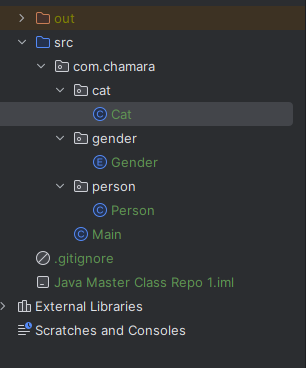 out
src
com.chamara
cat
Cat
gender
Gender
person
Person
Main
.gitignore
Java Master Class Repo 1.iml
External Libraries
Scratches and Consoles